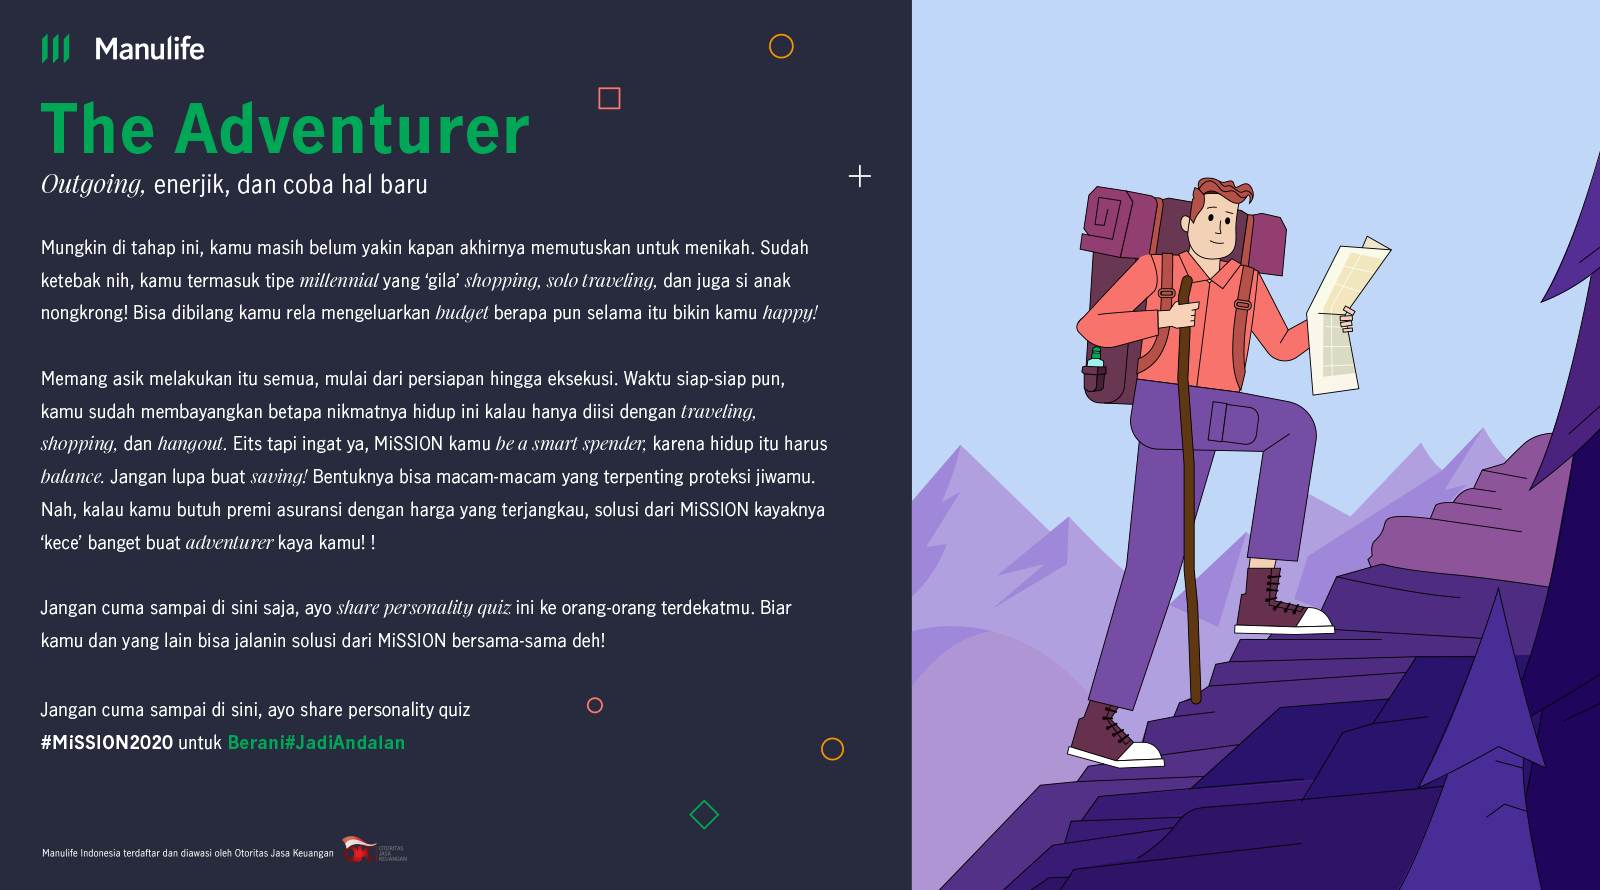 Manulife
The Adventurer
Outgoing, enerjik, dan coba hal baru
Mungkin di tahap ini, kamu masih belum yakin kapan akhirnya memutuskan untuk menikah. Sudah
ketebak nih, kamu termasuk tipe millennial yang ‘gila’ shopping, solo traveling, dan juga si anak
nongkrong! Bisa dibilang kamu rela mengeluarkan budget berapa pun selama itu bikin kamu happy!
Memang asik melakukan itu semua, mulai dari persiapan hingga eksekusi. Waktu siap-siap pun,
kamu sudah membayangkan betapa nikmatnya hidup ini kalau hanya diisi dengan traveling,
shopping, dan hangout. Eits tapi ingat ya, MiSSION kamu be a smart spender, karena hidup itu harus
balance. Jangan lupa buat saving! Bentuknya bisa macam-macam yang terpenting proteksi jiwamu.
Nah, kalau kamu butuh premi asuransi dengan harga yang terjangkau, solusi dari MiSSION kayaknya
‘kece’ banget buat adventurer kaya kamu! !
Jangan cuma sampai di sini saja, ayo share personality quiz ini ke orang-orang terdekatmu. Biar
kamu dan yang lain bisa jalanin solusi dari MiSSION bersama-sama deh!
Jangan cuma sampai di sini, ayo share personality quiz
#MiSSION2020 untuk Berani#JadiAndalan
Manulife Indonesia terdaftar dan diawasi oleh Otoritas Jasa Keuangan
OJK
OTORITAS
JASA
KEUANGAN